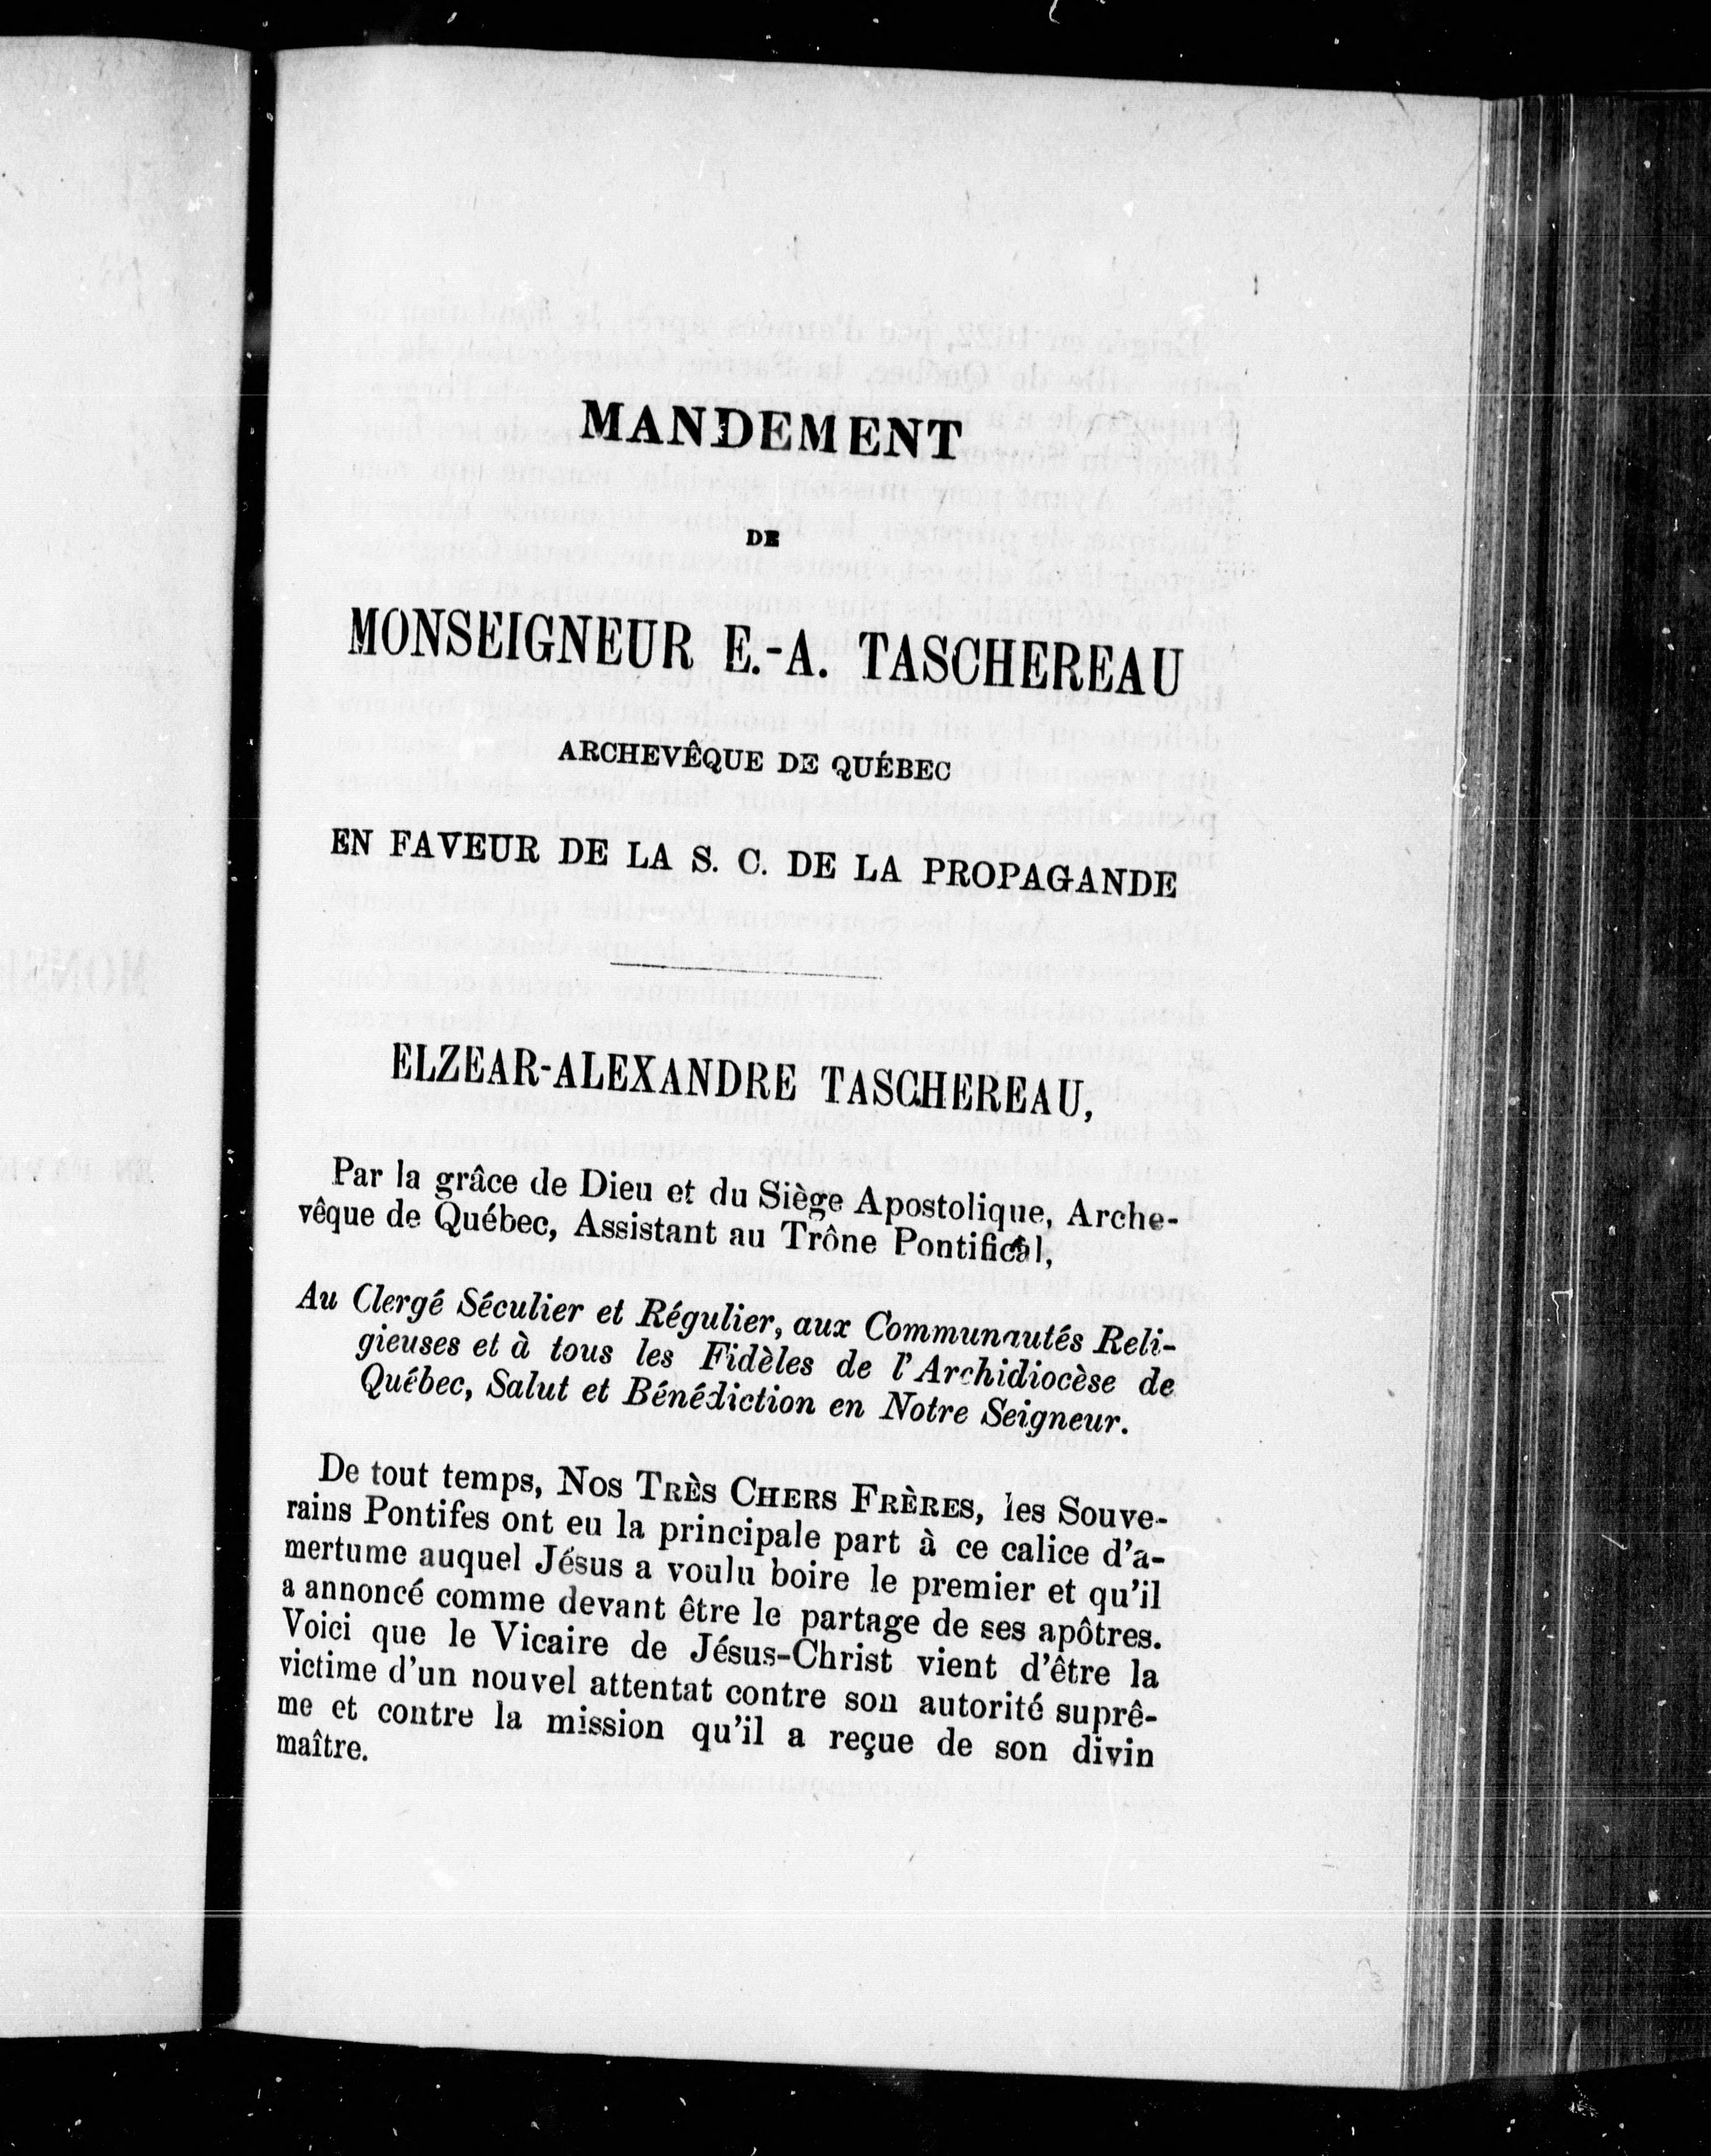 MANDEMENT
DE
MONSEIGNEUR E.-A. TASCHEREAU
ARCHEVÊQUE DE QUÉBEC
EN FAVEUR DE LA S. C. DE LA PROPAGANDE
ELZEAR-ALEXANDRE TASCHEREAU,
Par la grâce de Dieu et du Siège Apostolique, Arche-
vêque de Québec, Assistant au Trône Pontifical,
Au Clergé Séculier et Régulier, aux Communautés Reli-
gieuses et à tous les Fidèles de l'Archidiocèse de
Québec, Salut et Bénédiction en Notre Seigneur.
De tout temps, NOS TRÈS CHERS FRÈRES, les Souve-
rains Pontifes ont eu la principale part à ce calice d'a-
mertume auquel Jésus a voulu boire le premier et qu'il
a annoncé comme devant être le partage de ses apôtres.
Voici que le Vicaire de Jésus-Christ vient d'être la
victime d'un nouvel attentat contre son autorité suprê-
me et contre la mission qu'il a reçue de son divin
maître.